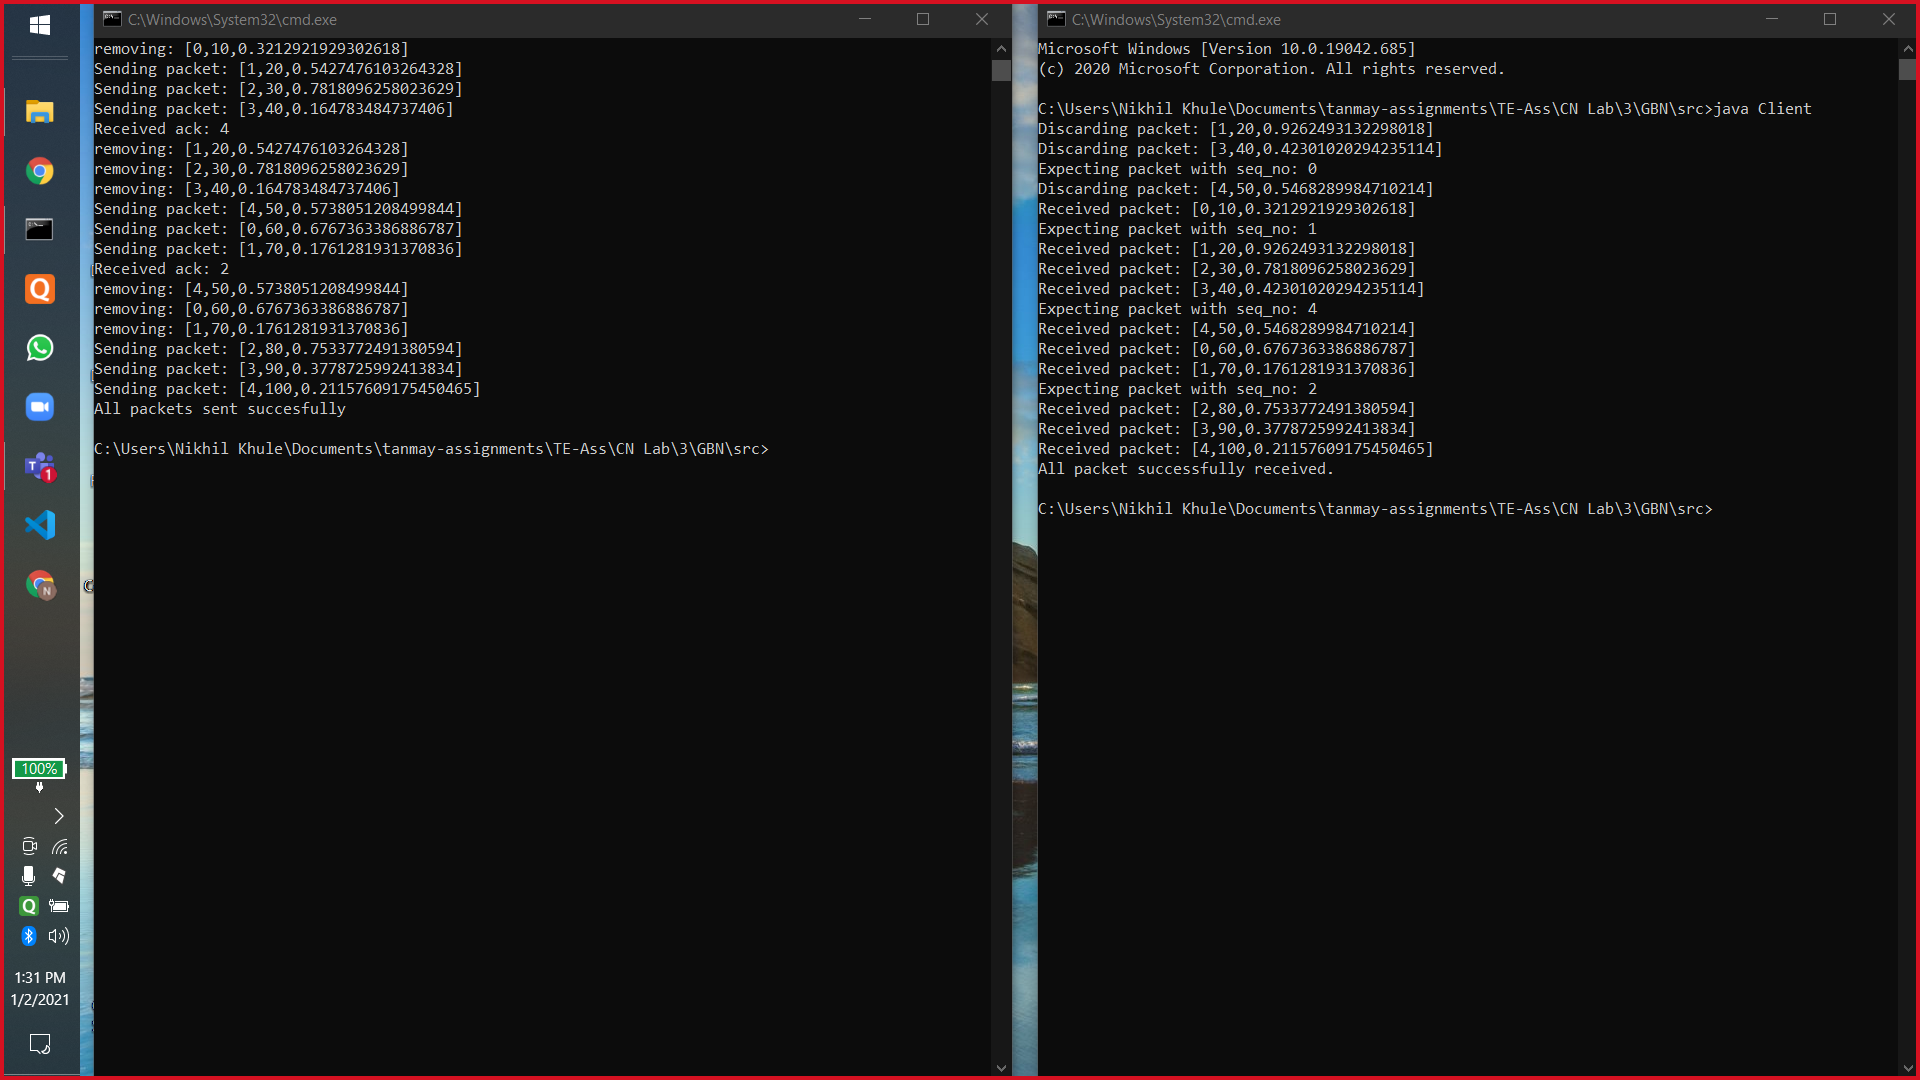 C:\Windows\System32\cmd.exe
removing: [0,10,0.3212921929302618]
Sending packet: [1,20,0.5427476103264328]
Sending packet: [2,30,0.7818096258023629]
Sending packet: [3,40,0.164783484737406]
Received ack: 4
removing: [1,20,0.5427476103264328]
removing: [2,30,0.7818096258023629]
removing: [3,40,0.164783484737406]
Sending packet: [4,50,0.5738051208499844]
Sending packet: [0,60,0.6767363386886787]
Sending packet: [1,70,0.1761281931370836]
Received ack: 2
removing: [4,50,0.5738051208499844]
removing: [0,60,0.6767363386886787]
removing: [1,70,0.1761281931370836]
Sending packet: [2,80,0.7533772491380594]
Sending packet: [3,90,0.3778725992413834]
Sending packet: [4,100,0.21157609175450465]
All packets sent succesfully
C:\Users\Nikhil Khule\Documents\tanmay-assignments\TE-Ass\CN Lab\3\GBN\src>
C:\Windows\System32\cmd.exe
Microsoft Windows [Version 10.0.19042.685]
(c) 2020 Microsoft Corporation. All rights reserved.
C:\Users\Nikhil Khule\Documents\tanmay-assignments\TE-Ass\CN Lab\3\GBN\src>java Client
Discarding packet: [1,20,0.9262493132298018]
Discarding packet: [3,40,0.42301020294235114]
Expecting packet with seq_no: 0
Discarding packet: [4,50,0.5468289984710214]
Received packet: [0,10,0.3212921929302618]
Expecting packet with seq_no: 1
Received packet: [1,20,0.9262493132298018]
Received packet: [2,30,0.7818096258023629]
Received packet: [3,40,0.42301020294235114]
Expecting packet with seq_no: 4
Received packet: [4,50,0.5468289984710214]
Received packet: [0,60,0.6767363386886787]
Received packet: [1,70,0.1761281931370836]
Expecting packet with seq_no: 2
Received packet: [2,80,0.7533772491380594]
Received packet: [3,90,0.3778725992413834]
Received packet: [4,100,0.21157609175450465]
All packet successfully received.
C:\Users\Nikhil Khule\Documents\tanmay-assignments\TE-Ass\CN Lab\3\GBN\src>
Q
T
1
N
100%
Q
1:31 PM
1/2/2021